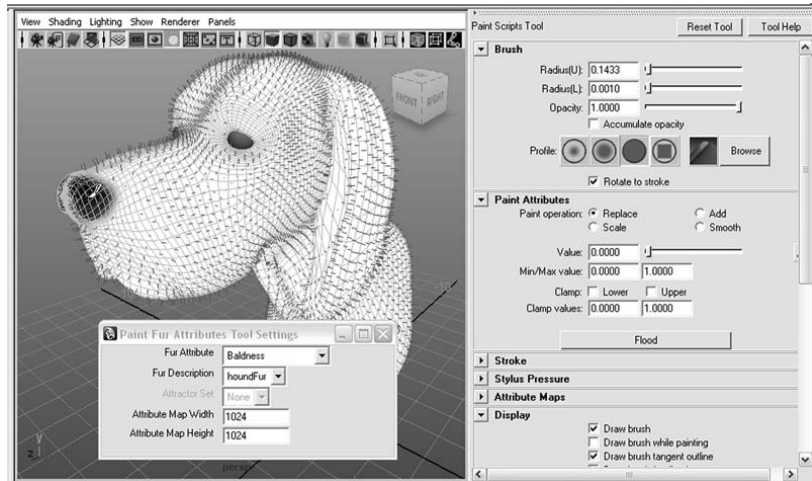 View Shading Lighting Show Renderer Panels
FRONT RIGHT
Paint Fur Attributes Tool Settings
Fur Attribute Baldness
Fur Description houndFur
Attractor Set None
Attribute Map Width 1024
Attribute Map Height 1024
persp
y
z
Paint Scripts Tool Reset Tool Tool Help
Brush
Radius(U): 0.1433
Radius(L): 0.0010
Opacity: 1.0000
Accumulate opacity
Profile: Browse
Rotate to stroke
Paint Attributes
Paint operation: Replace Add
Scale Smooth
Value: 0.0000
Min/Max value: 0.0000 1.0000
Clamp: Lower Upper
Clamp values: 0.0000 1.0000
Flood
Stroke
Stylus Pressure
Attribute Maps
Display
Draw brush
Draw brush while painting
Draw brush tangent outline